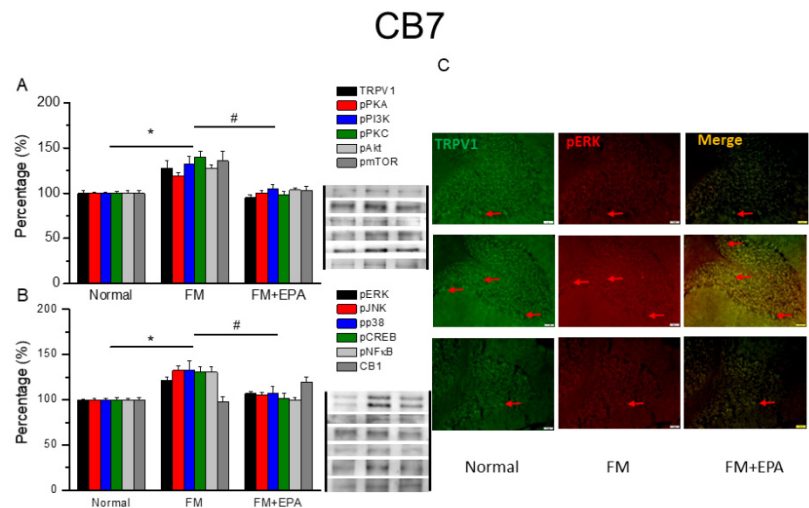 CB7
A
200
150
100
50
0
Percentage (%)
*
#
TRPV1
pPKA
pPI3K
pPKC
pAkt
pmTOR
Normal FM FM+EPA
B
200
150
100
50
0
Percentage (%)
*
#
pERK
pJNK
pp38
pCREB
pNFκB
CB1
Normal FM FM+EPA
C
TRPV1 pERK Merge
Normal FM FM+EPA